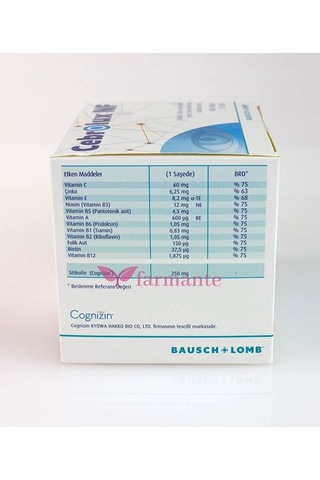 Cebrolux NF
BAUSCH+LOMB
Etken Maddeler (1 Saşede) BRD*
Vitamin C 60 mg % 75
Çinko 6,25 mg % 63
Vitamin E 8,2 mg α-TE % 68
Niasin (Vitamin B3) 12 mg NE % 75
Vitamin B5 (Pantotenik asit) 4,5 mg % 75
Vitamin A 600 µg RE % 75
Vitamin B6 (Pridoksin) 1,05 mg % 75
Vitamin B1 (Tiamin) 0,83 mg % 75
Vitamin B2 (Riboflavin) 1,05 mg % 75
Folik Asit 150 µg % 75
Biotin 37,5 µg % 75
Vitamin B12 1,875 µg % 75
Sitikolin (Cognizin) 250 mg -
farmante
* Beslenme Referans Değeri
Cognizin
Cognizin KYOWA HAKKO BIO CO, LTD. firmasının tescilli markasıdır.
BAUSCH + LOMB